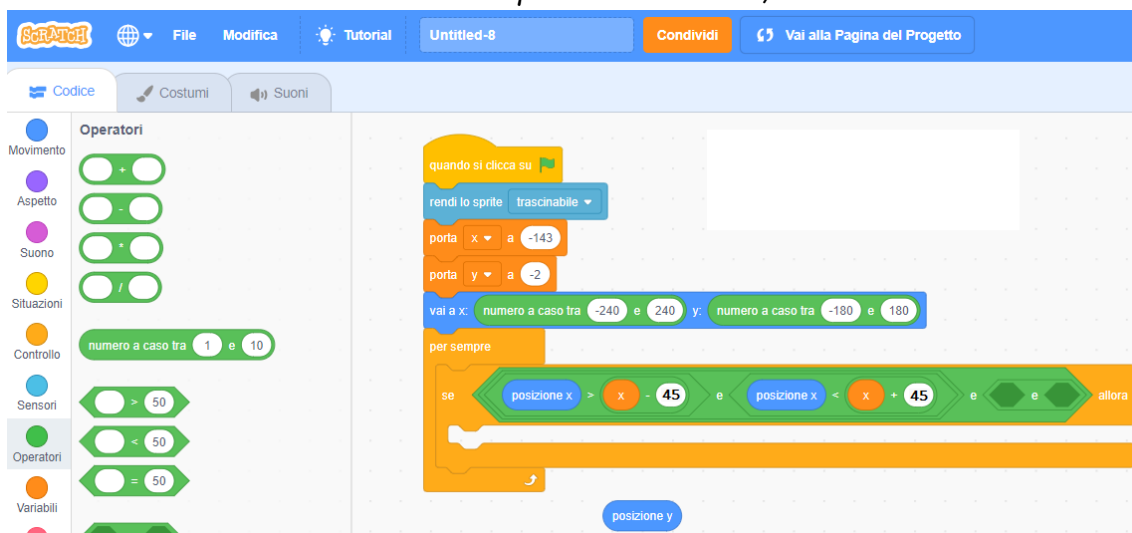 SCRATCH File Modifica Tutorial Untitled-8 Condividi Vai alla Pagina del Progetto
Codice Costumi Suoni
Movimento
Aspetto
Suono
Situazioni
Controllo
Sensori
Operatori
Variabili
Operatori
+
-
*
/
numero a caso tra 1 e 10
> 50
< 50
= 50
quando si clicca su
rendi lo sprite trascinabile
porta x a -143
porta y a -2
vai a x: numero a caso tra -240 e 240 y: numero a caso tra -180 e 180
per sempre
se posizione x > x - 45 e posizione x < x + 45 e e allora
posizione y